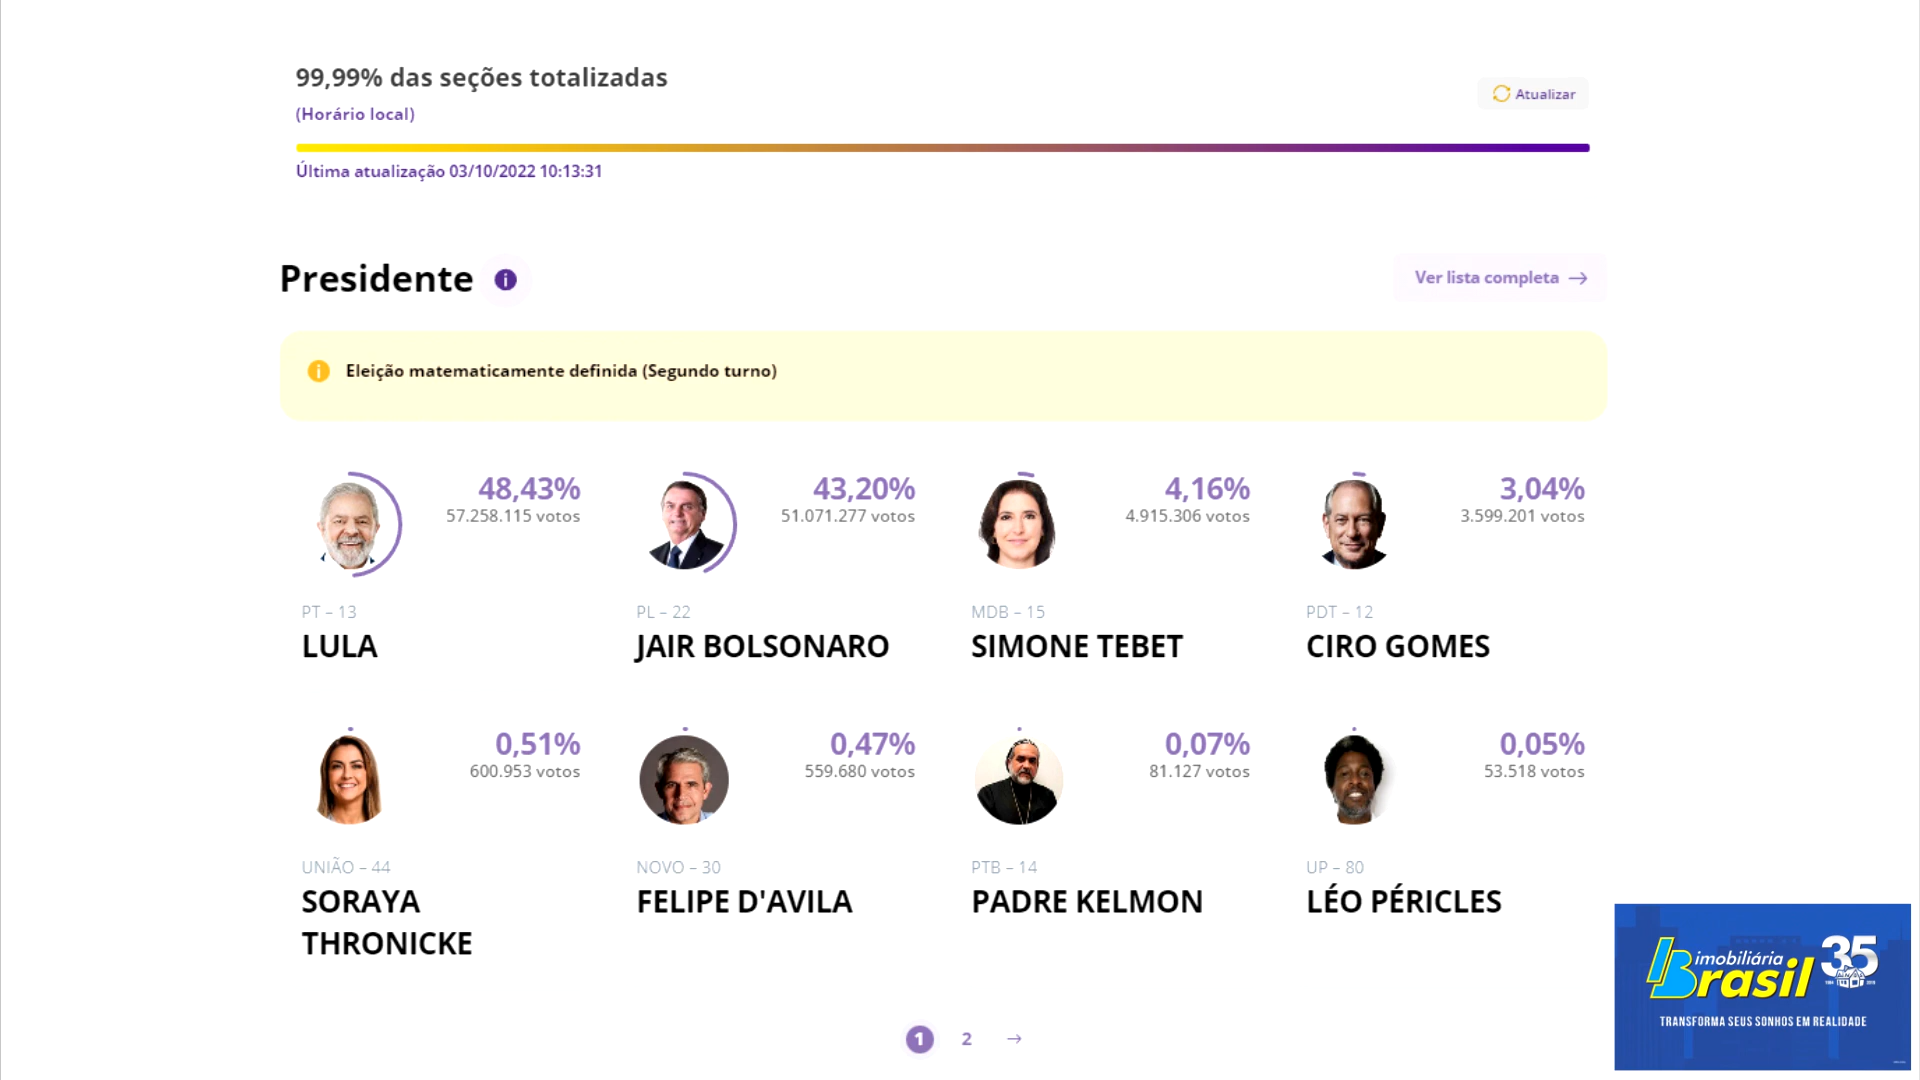 99,99% das seções totalizadas
(Horário local)
Atualizar
Última atualização 03/10/2022 10:13:31
Presidente
Ver lista completa →
Eleição matematicamente definida (Segundo turno)
48,43%
57.258.115 votos
PT – 13
LULA
43,20%
51.071.277 votos
PL – 22
JAIR BOLSONARO
4,16%
4.915.306 votos
MDB – 15
SIMONE TEBET
3,04%
3.599.201 votos
PDT – 12
CIRO GOMES
0,51%
600.953 votos
UNIÃO – 44
SORAYA
THRONICKE
0,47%
559.680 votos
NOVO – 30
FELIPE D'AVILA
0,07%
81.127 votos
PTB – 14
PADRE KELMON
0,05%
53.518 votos
UP – 80
LÉO PÉRICLES
1 2 →
imobiliária
Brasil
35
TRANSFORMA SEUS SONHOS EM REALIDADE